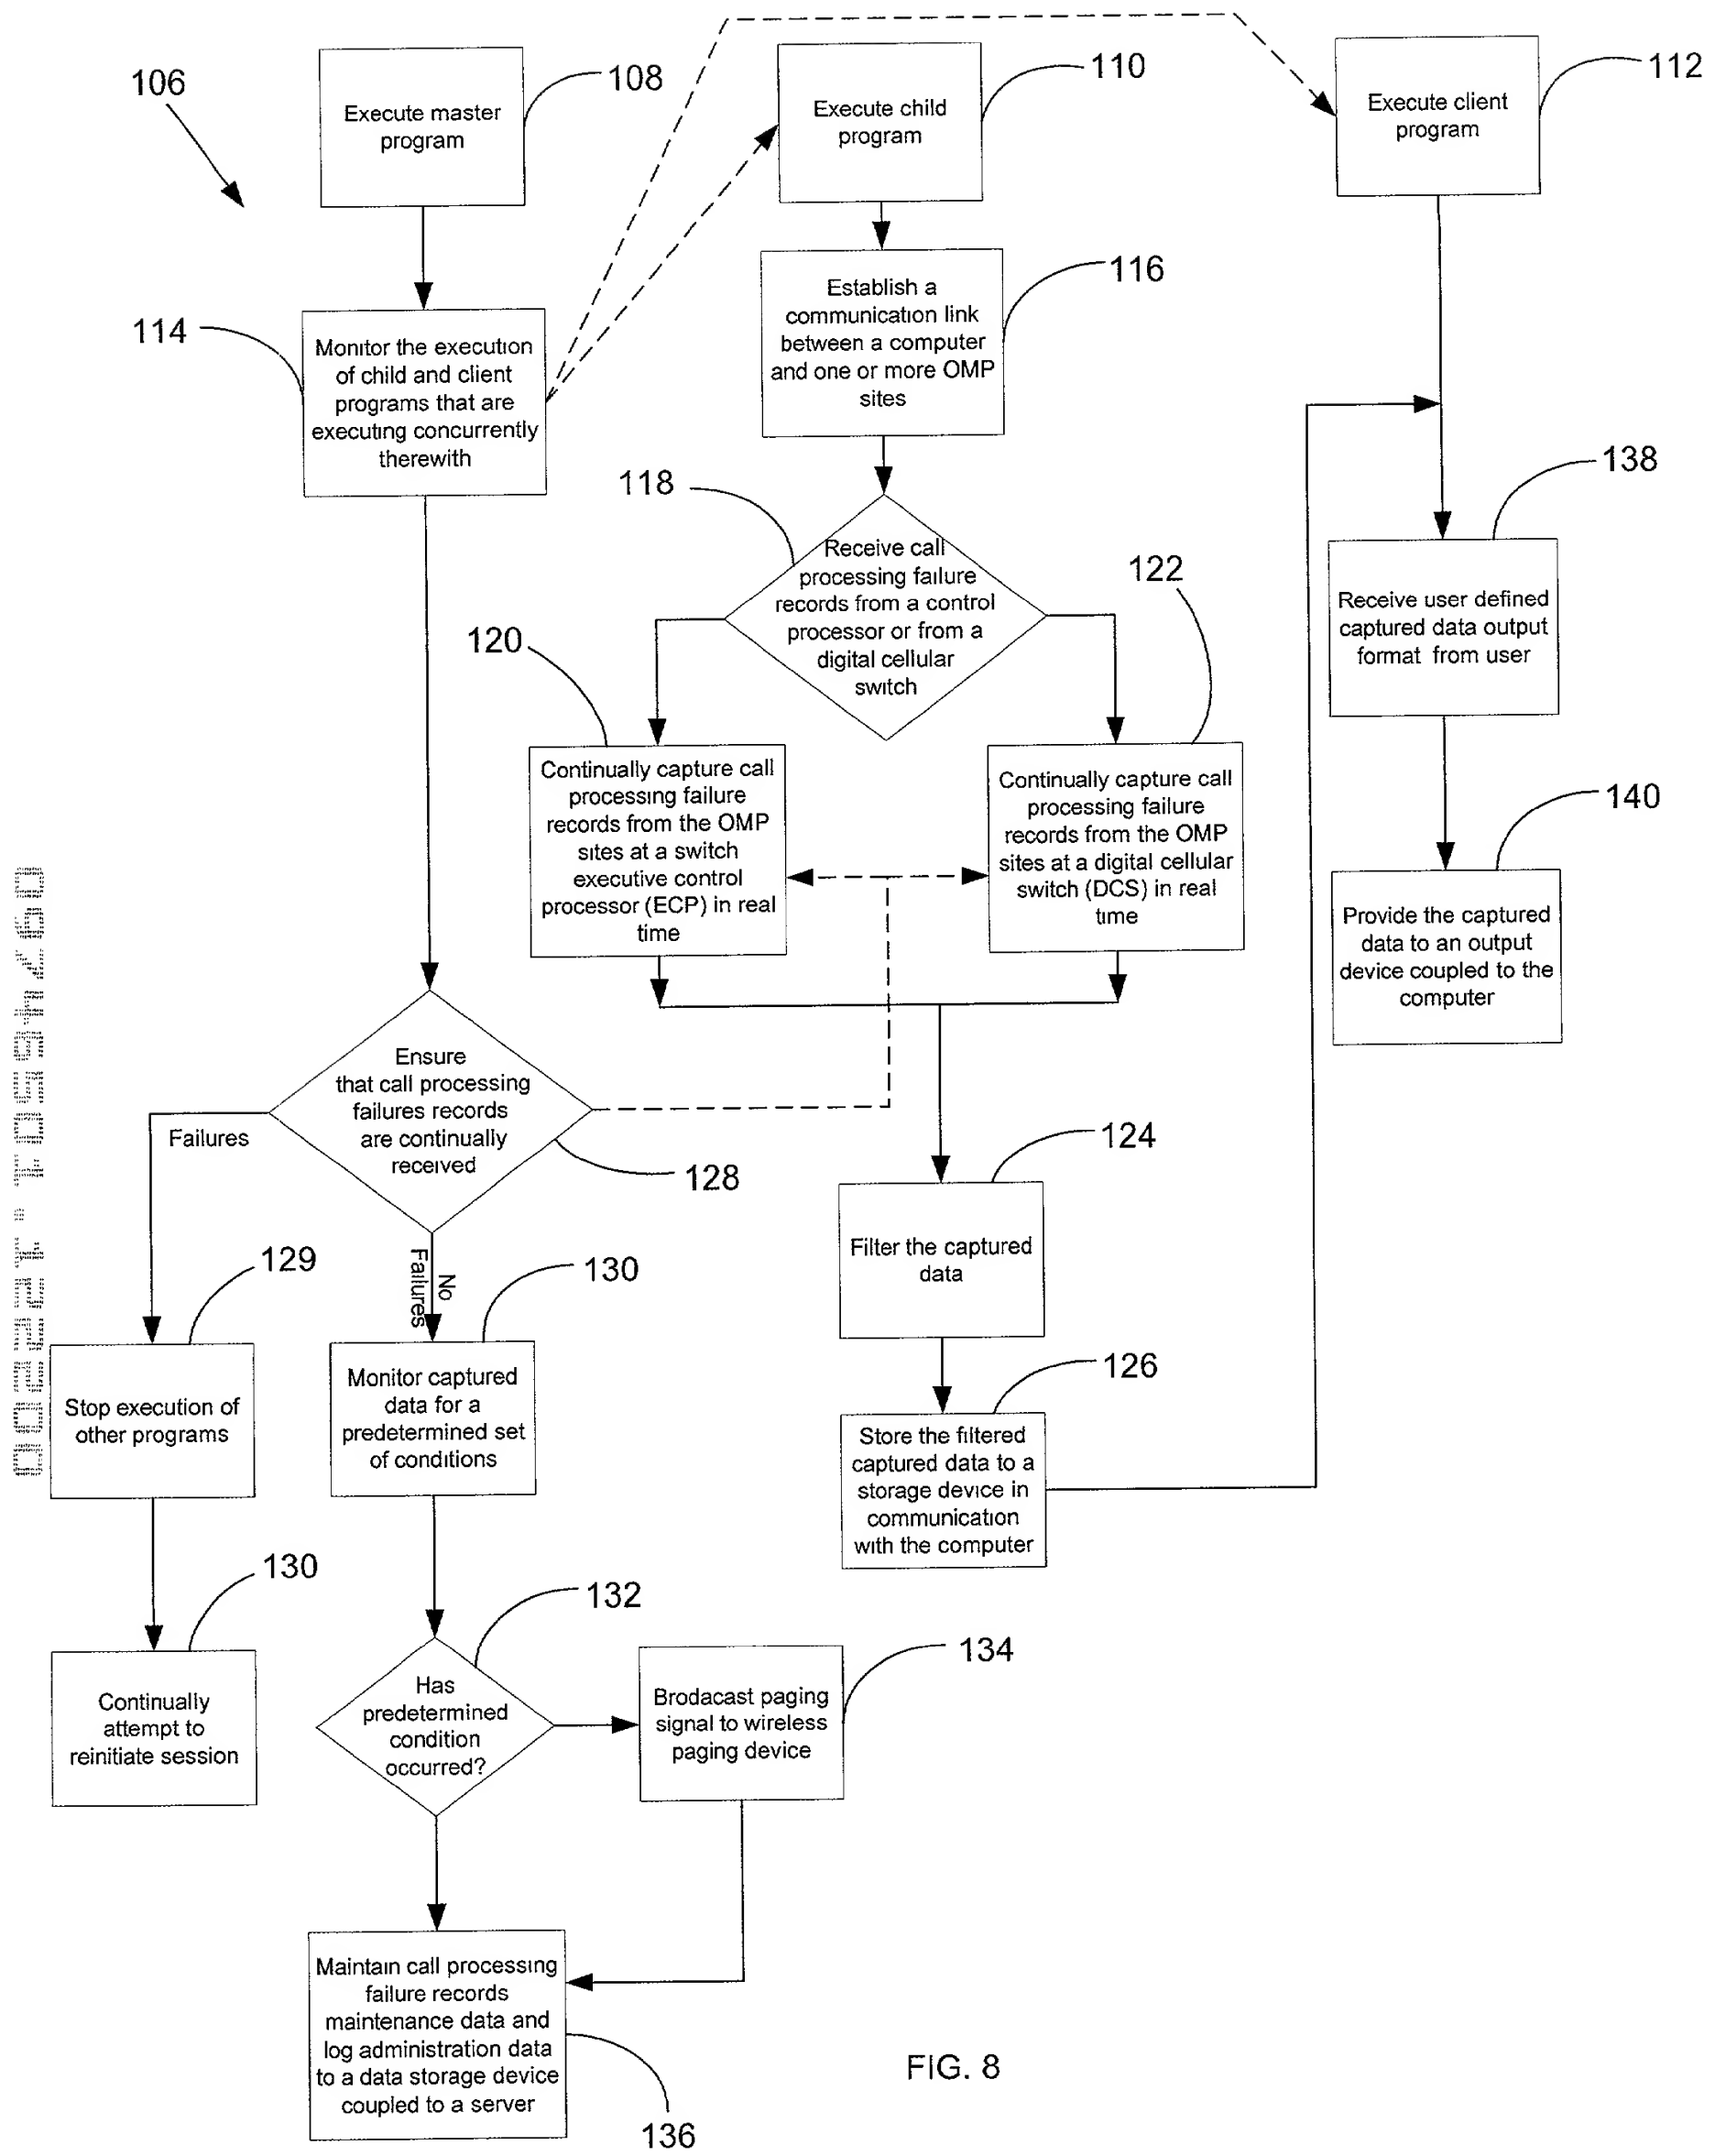 106
108
Execute master
program
110
Execute child
program
112
Execute client
program
114
Monitor the execution
of child and client
programs that are
executing concurrently
therewith
116
Establish a
communication link
between a computer
and one or more OMP
sites
118
Receive call
processing failure
records from a control
processor or from a
digital cellular
switch
120
Continually capture call
processing failure
records from the OMP
sites at a switch
executive control
processor (ECP) in real
time
122
Continually capture call
processing failure
records from the OMP
sites at a digital cellular
switch (DCS) in real
time
138
Receive user defined
captured data output
format from user
140
Provide the captured
data to an output
device coupled to the
computer
Ensure
that call processing
failures records
are continually
received
128
Failures
No
Failures
124
Filter the captured
data
126
Store the filtered
captured data to a
storage device in
communication
with the computer
129
Stop execution of
other programs
130
Monitor captured
data for a
predetermined set
of conditions
130
Continually
attempt to
reinitiate session
132
Has
predetermined
condition
occurred?
134
Brodacast paging
signal to wireless
paging device
Maintain call processing
failure records
maintenance data and
log administration data
to a data storage device
coupled to a server
136
FIG. 8